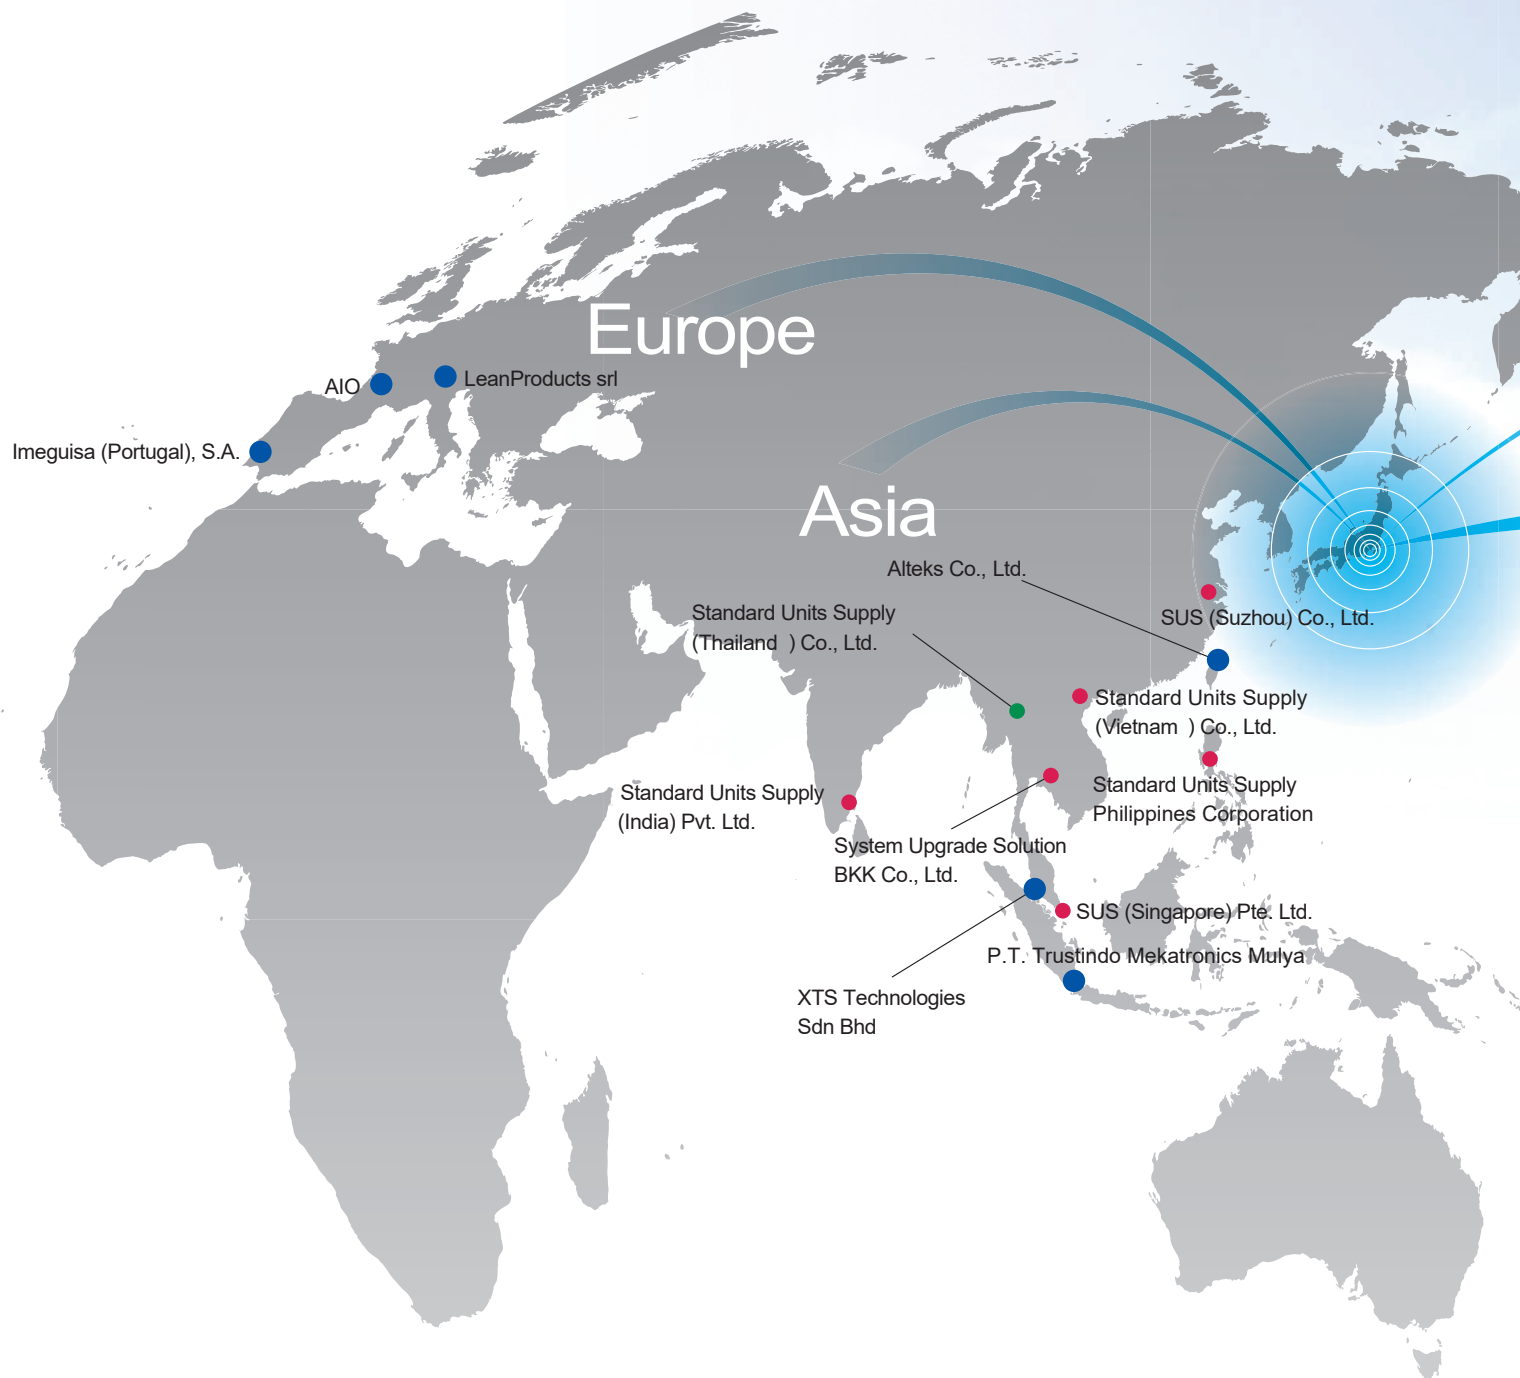 Europe
AIO
LeanProducts srl
Imeguisa (Portugal), S.A.
Asia
Alteks Co., Ltd.
Standard Units Supply
(Thailand ) Co., Ltd.
SUS (Suzhou) Co., Ltd.
Standard Units Supply
(Vietnam ) Co., Ltd.
Standard Units Supply
(India) Pvt. Ltd.
Standard Units Supply
Philippines Corporation
System Upgrade Solution
BKK Co., Ltd.
SUS (Singapore) Pte. Ltd.
P.T. Trustindo Mekatronics Mulya
XTS Technologies
Sdn Bhd